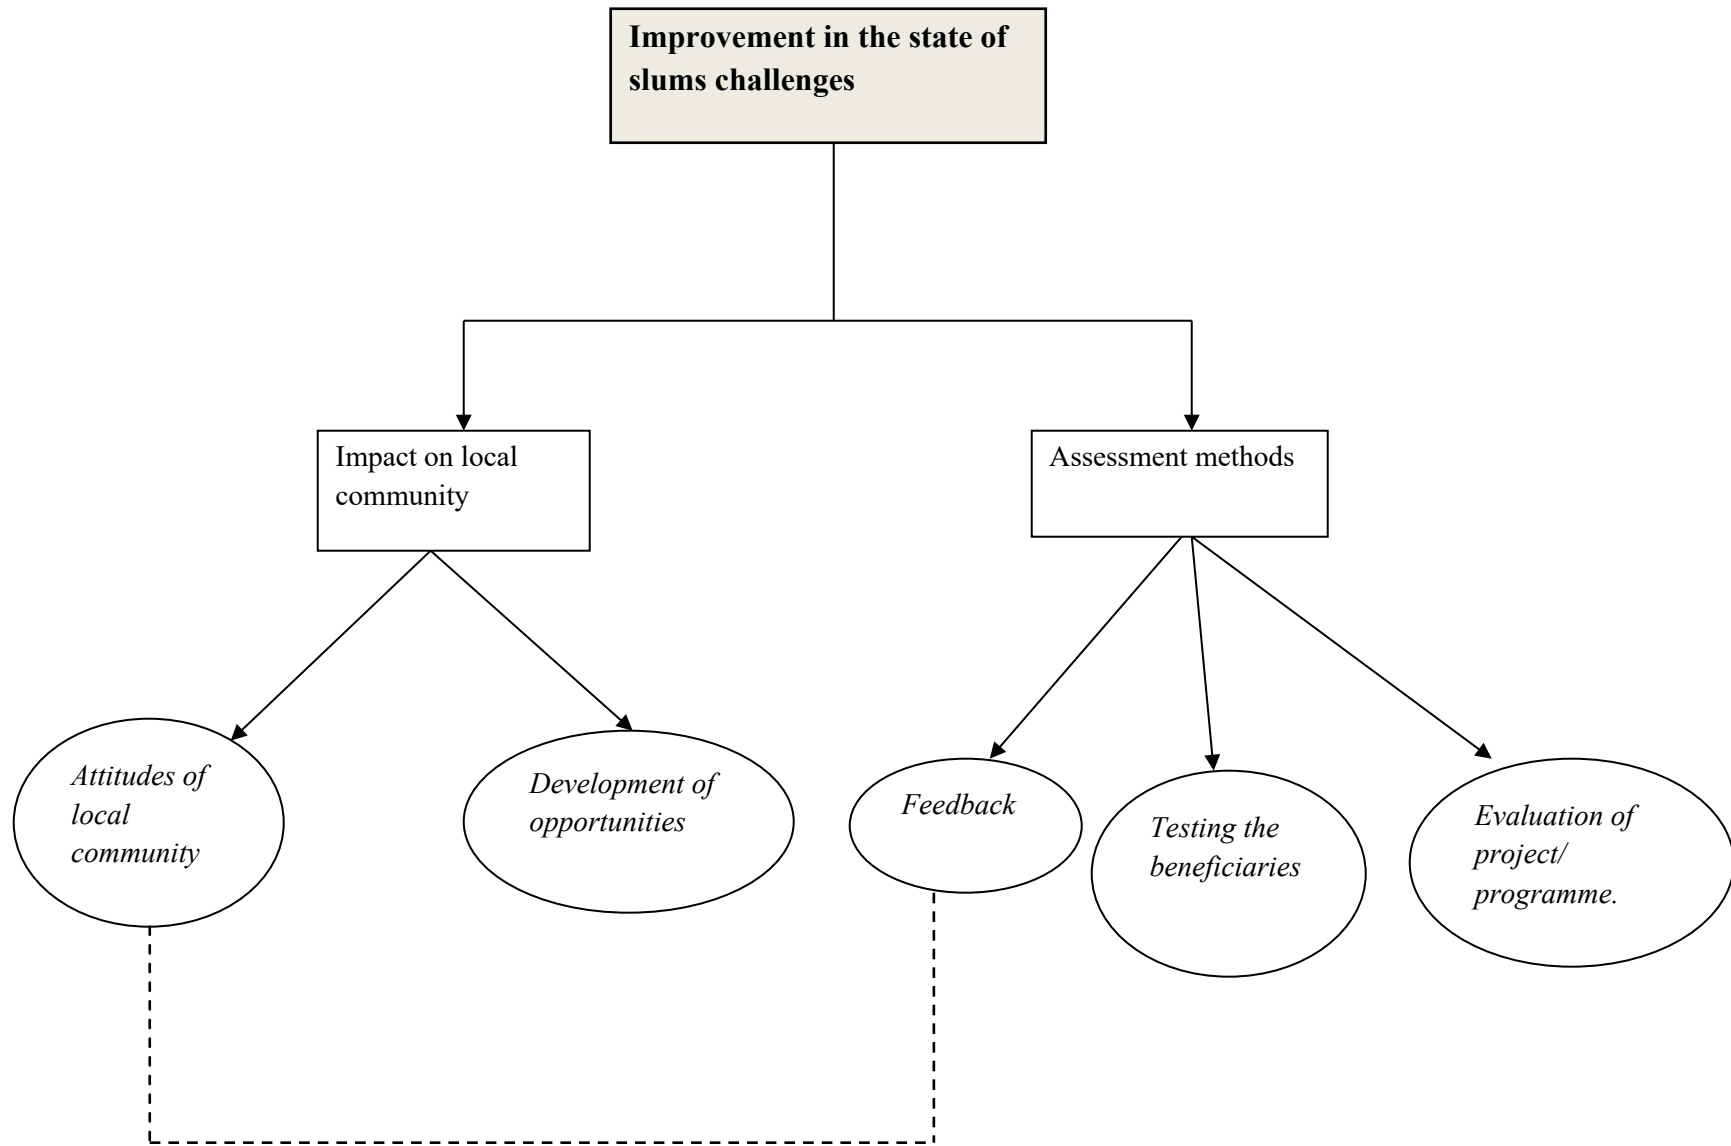 Improvement in the state of
slums challenges
Impact on local
community
Assessment methods
Attitudes of
local
community
Development of
opportunities
Feedback
Testing the
beneficiaries
Evaluation of
project/
programme.